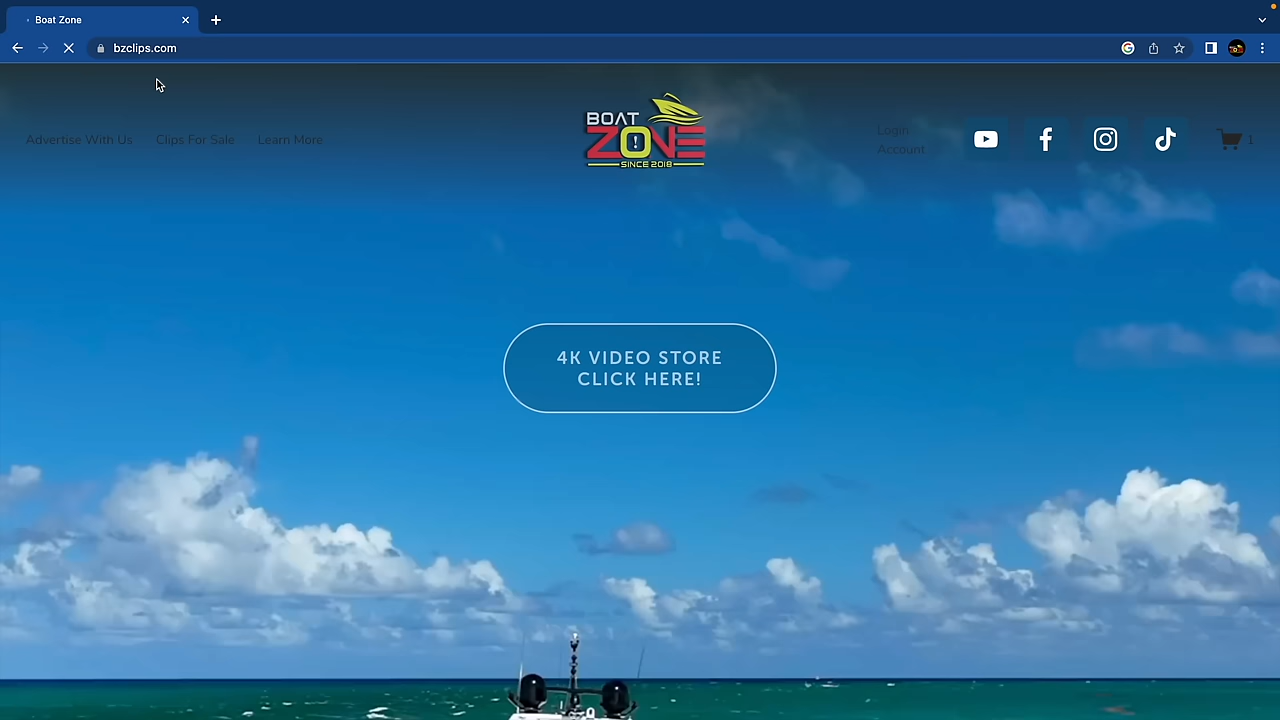 Boat Zone
bzclips.com
Advertise With Us
Clips For Sale
Learn More
BOAT
ZONE
SINCE 2018
Login
Account
1
4K VIDEO STORE
CLICK HERE!